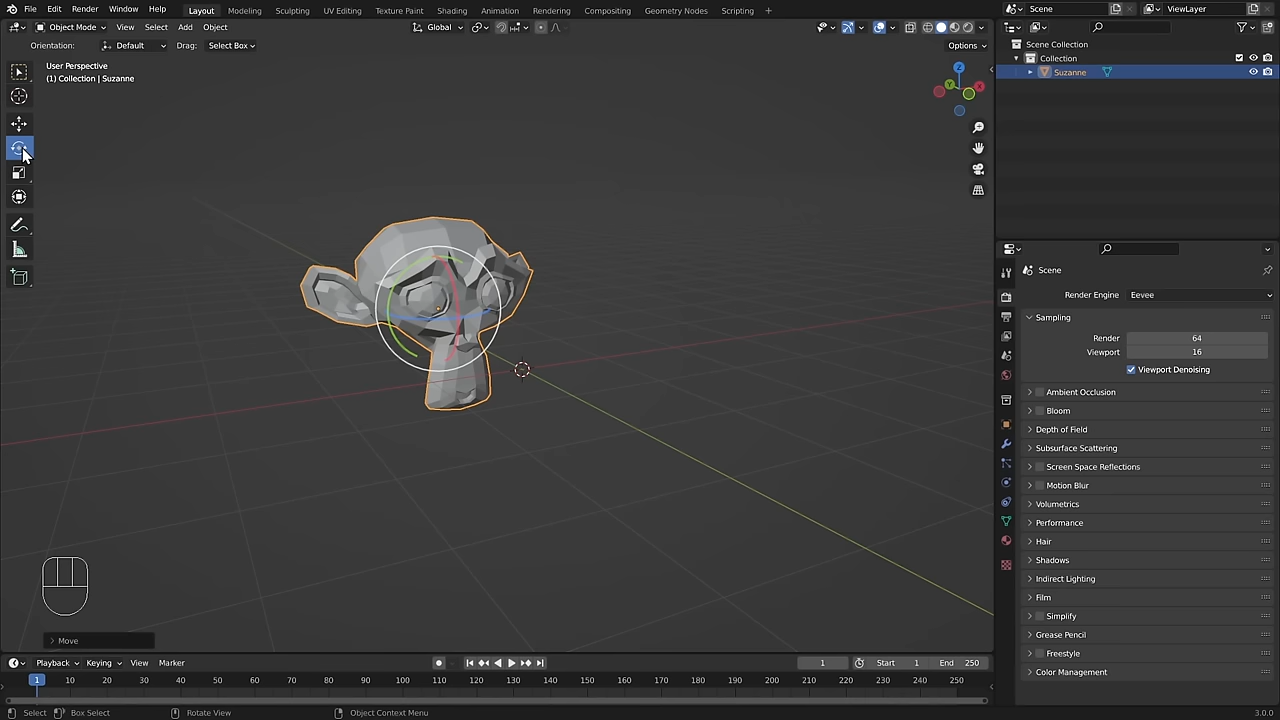 File Edit Render Window Help Layout Modeling Sculpting UV Editing Texture Paint Shading Animation Rendering Compositing Geometry Nodes Scripting + Scene ViewLayer
Object Mode View Select Add Object Global
Orientation: Default Drag: Select Box Options
User Perspective
(1) Collection | Suzanne
Z
Y
X
Move
Scene Collection
Collection
Suzanne
Scene
Render Engine Eevee
Sampling
Render 64
Viewport 16
Viewport Denoising
Ambient Occlusion
Bloom
Depth of Field
Subsurface Scattering
Screen Space Reflections
Motion Blur
Volumetrics
Performance
Hair
Shadows
Indirect Lighting
Film
Simplify
Grease Pencil
Freestyle
Color Management
Playback Keying View Marker 1 Start 1 End 250
1 10 20 30 40 50 60 70 80 90 100 110 120 130 140 150 160 170 180 190 200 210 220 230 240 250
Select Box Select Rotate View Object Context Menu 3.0.0